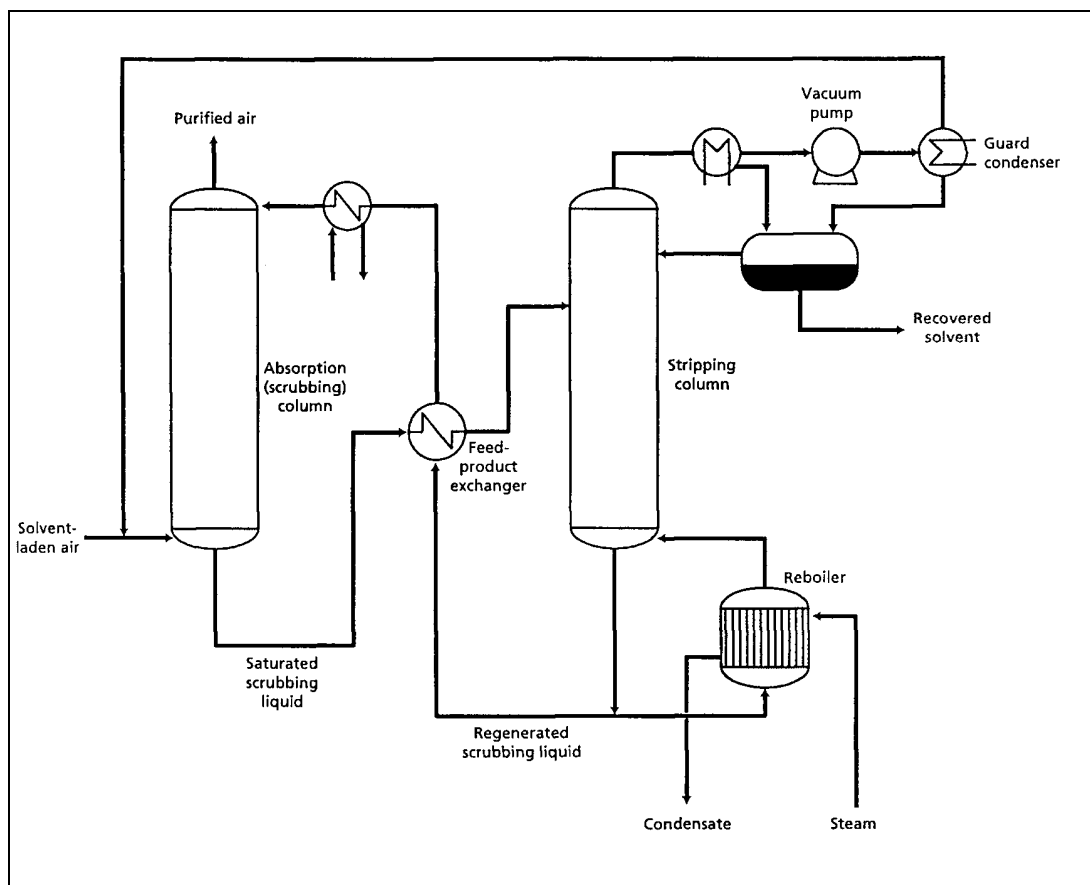 Vacuum
pump
Purified air
Guard
condenser
Recovered
solvent
Absorption
(scrubbing)
column
Stripping
column
Feed-
product
exchanger
Solvent-
laden air
Reboiler
Saturated
scrubbing
liquid
Regenerated
scrubbing liquid
Condensate
Steam